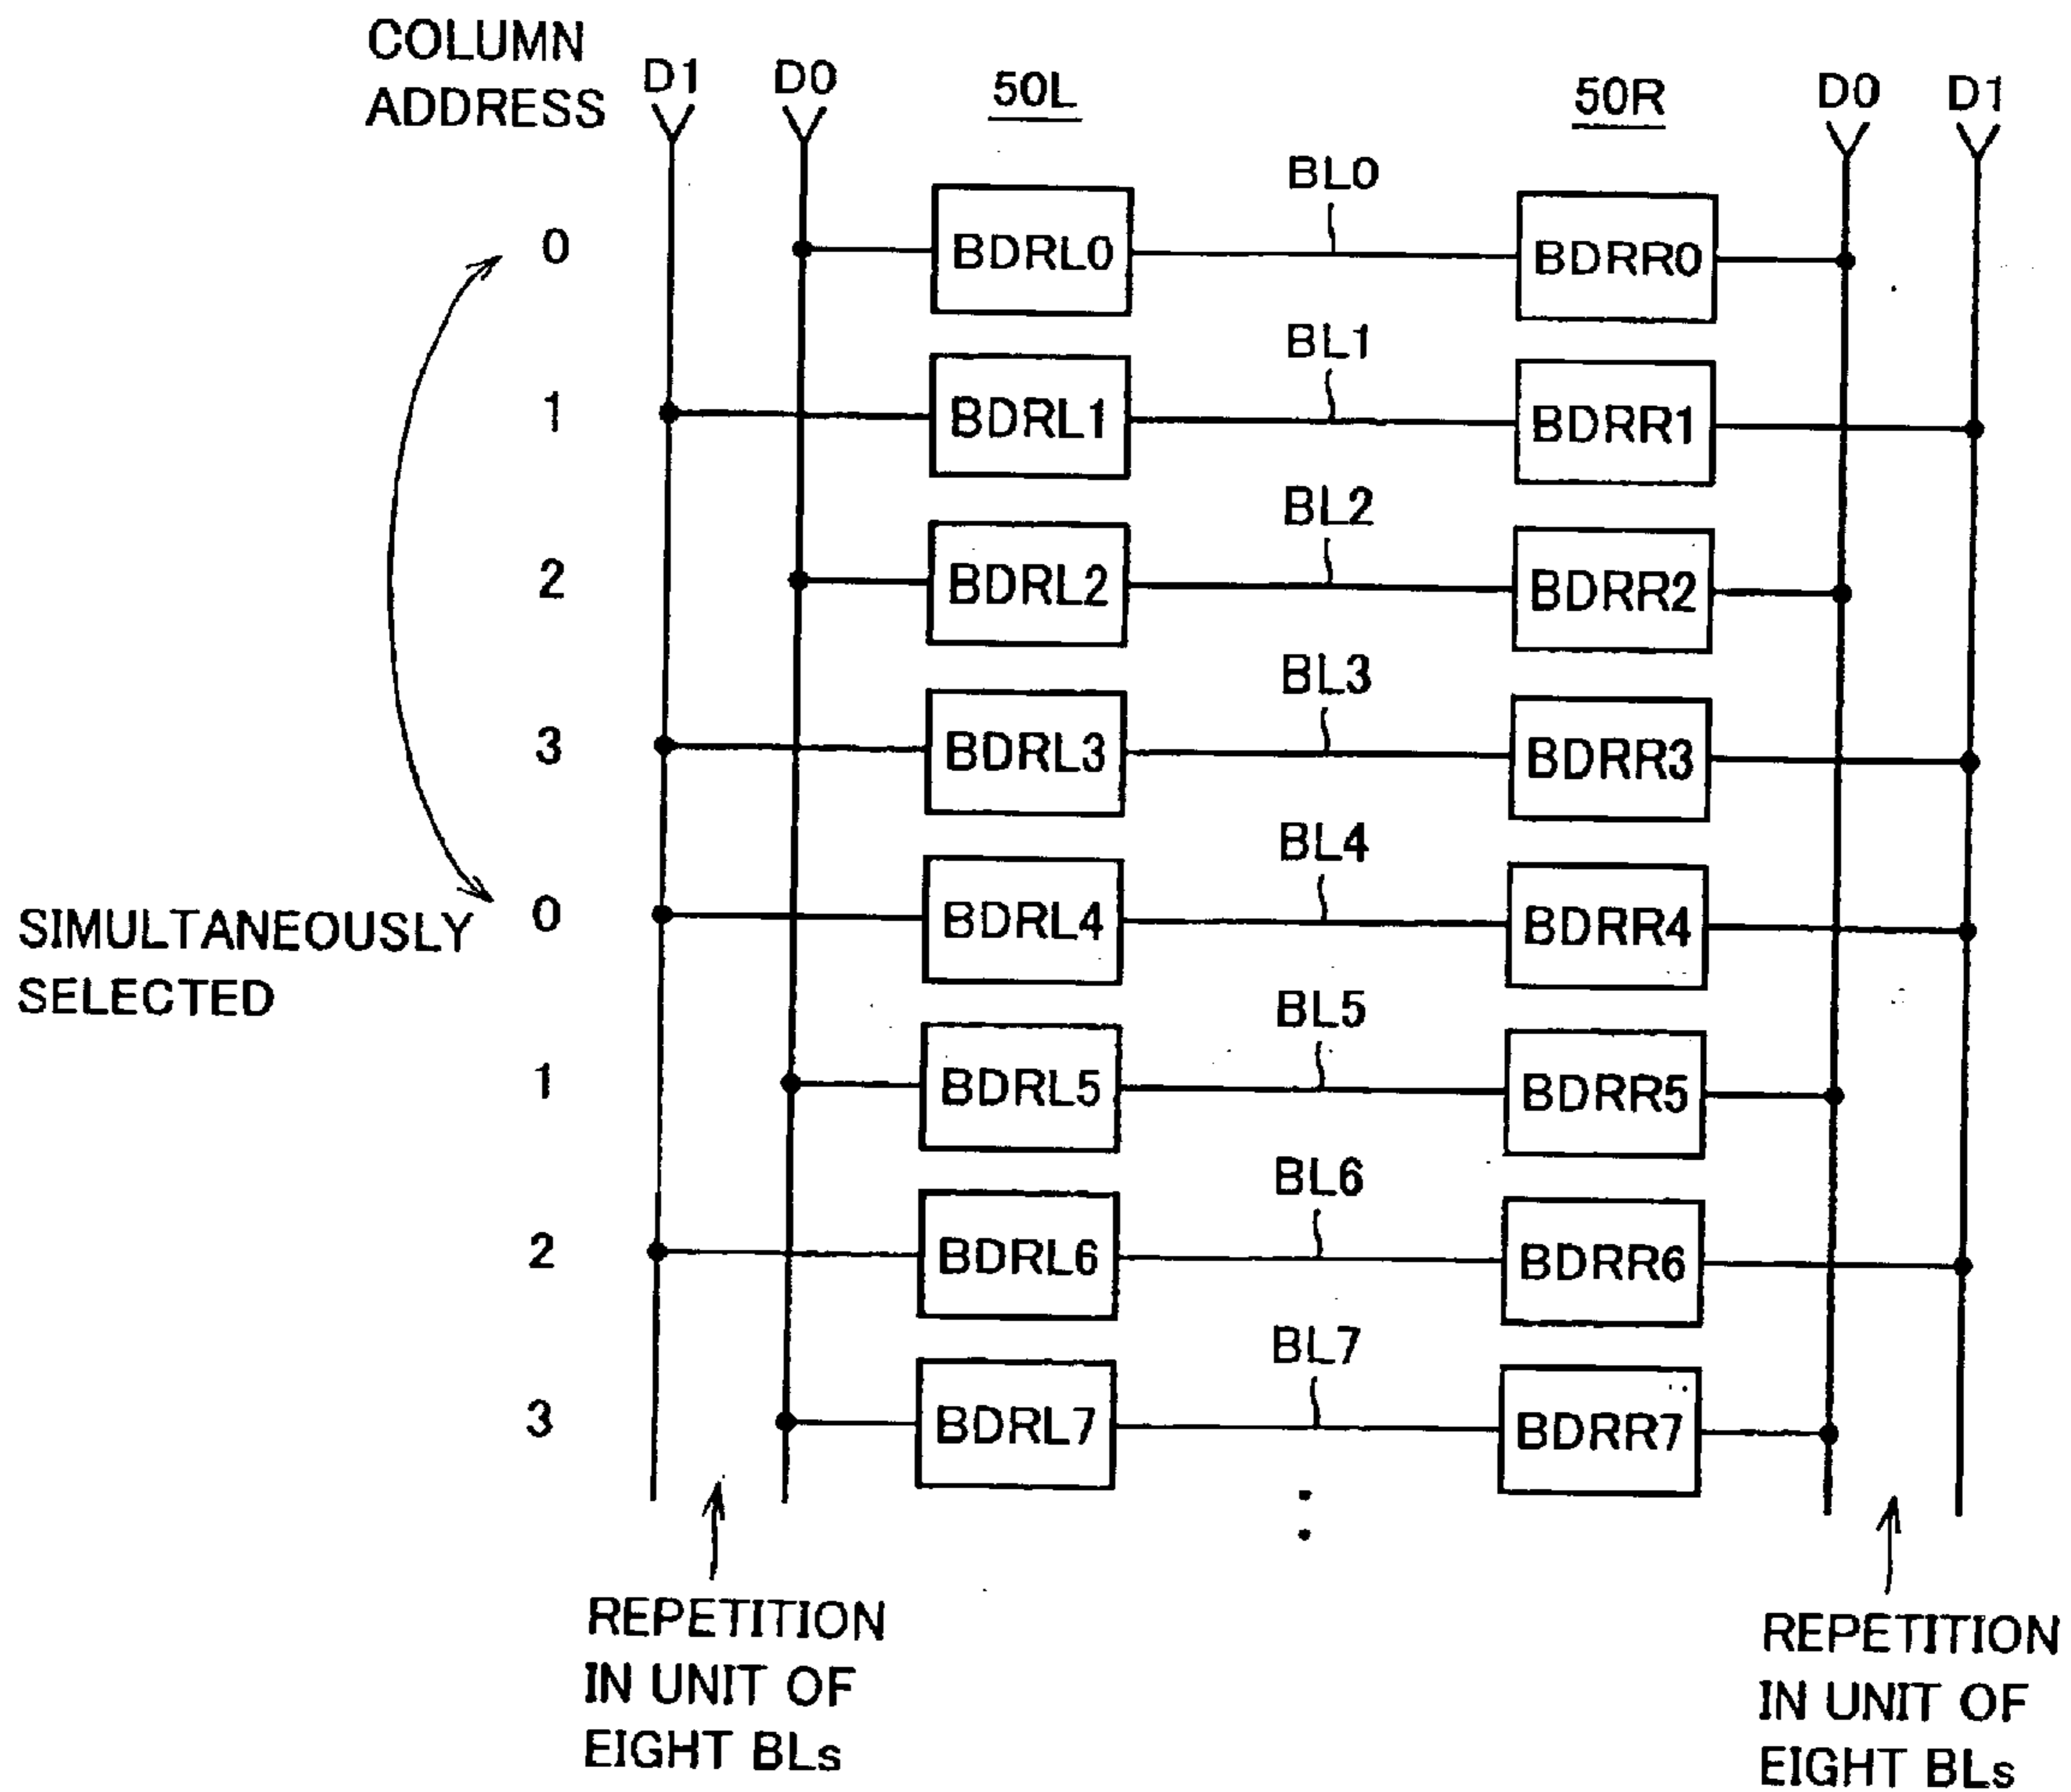 COLUMN
ADDRESS
D1
D0
50L
50R
D0
D1
0
BDRL0
BL0
BDRR0
1
BDRL1
BL1
BDRR1
2
BDRL2
BL2
BDRR2
3
BDRL3
BL3
BDRR3
0
BDRL4
BL4
BDRR4
SIMULTANEOUSLY
SELECTED
1
BDRL5
BL5
BDRR5
2
BDRL6
BL6
BDRR6
3
BDRL7
BL7
BDRR7
REPETITION
IN UNIT OF
EIGHT BLs
REPETITION
IN UNIT OF
EIGHT BLs